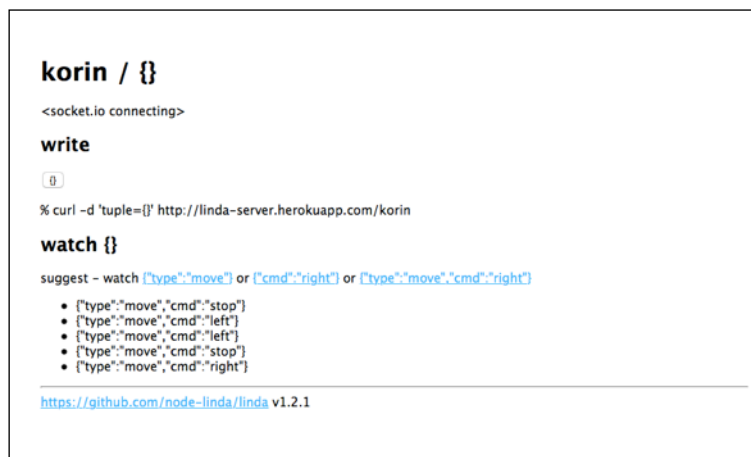 korin / {}
<socket.io connecting>
write
{}
% curl -d 'tuple={}' http://linda-server.herokuapp.com/korin
watch {}
suggest - watch {"type":"move"} or {"cmd":"right"} or {"type":"move","cmd":"right"}
• {"type":"move","cmd":"stop"}
• {"type":"move","cmd":"left"}
• {"type":"move","cmd":"left"}
• {"type":"move","cmd":"stop"}
• {"type":"move","cmd":"right"}
https://github.com/node-linda/linda v1.2.1